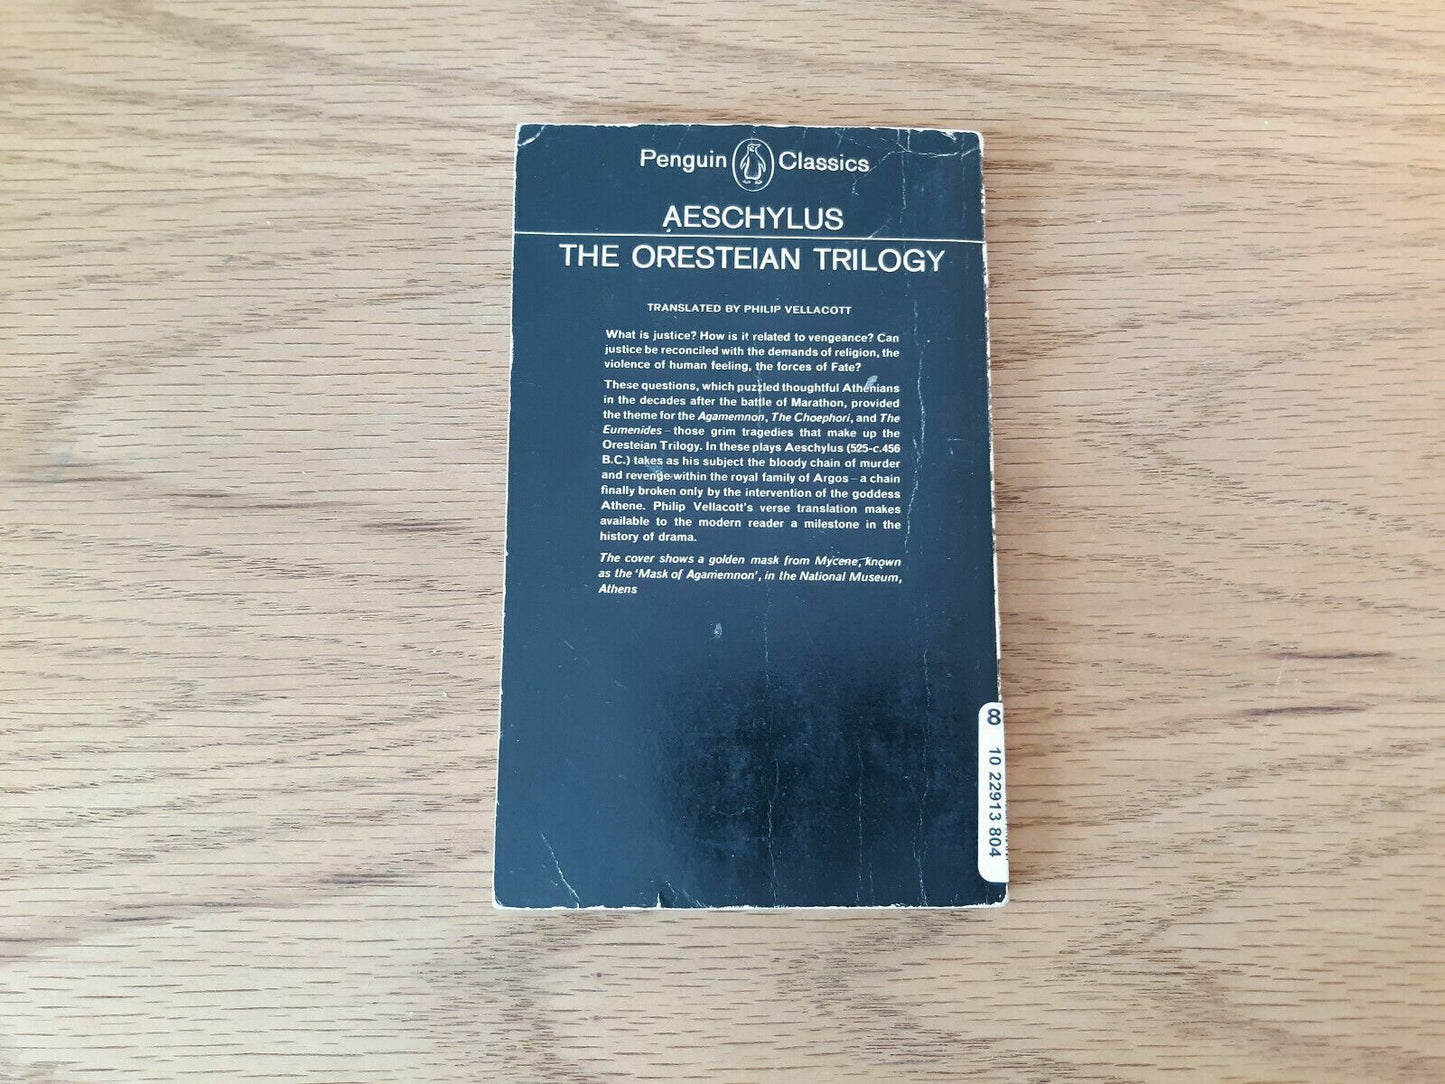 Penguin Classics
AESCHYLUS
THE ORESTEIAN TRILOGY
TRANSLATED BY PHILIP VELLACOTT
What is justice? How is it related to vengeance? Can
justice be reconciled with the demands of religion, the
violence of human feeling, the forces of Fate?
These questions, which puzzled thoughtful Athenians
in the decades after the battle of Marathon, provided
the theme for the Agamemnon, The Choephori, and The
Eumenides – those grim tragedies that make up the
Oresteian Trilogy. In these plays Aeschylus (525-c.456
B.C.) takes as his subject the bloody chain of murder
and revenge within the royal family of Argos – a chain
finally broken only by the intervention of the goddess
Athene. Philip Vellacott's verse translation makes
available to the modern reader a milestone in the
history of drama.
The cover shows a golden mask from Mycene, known
as the 'Mask of Agamemnon', in the National Museum,
Athens
8
10 22913 804